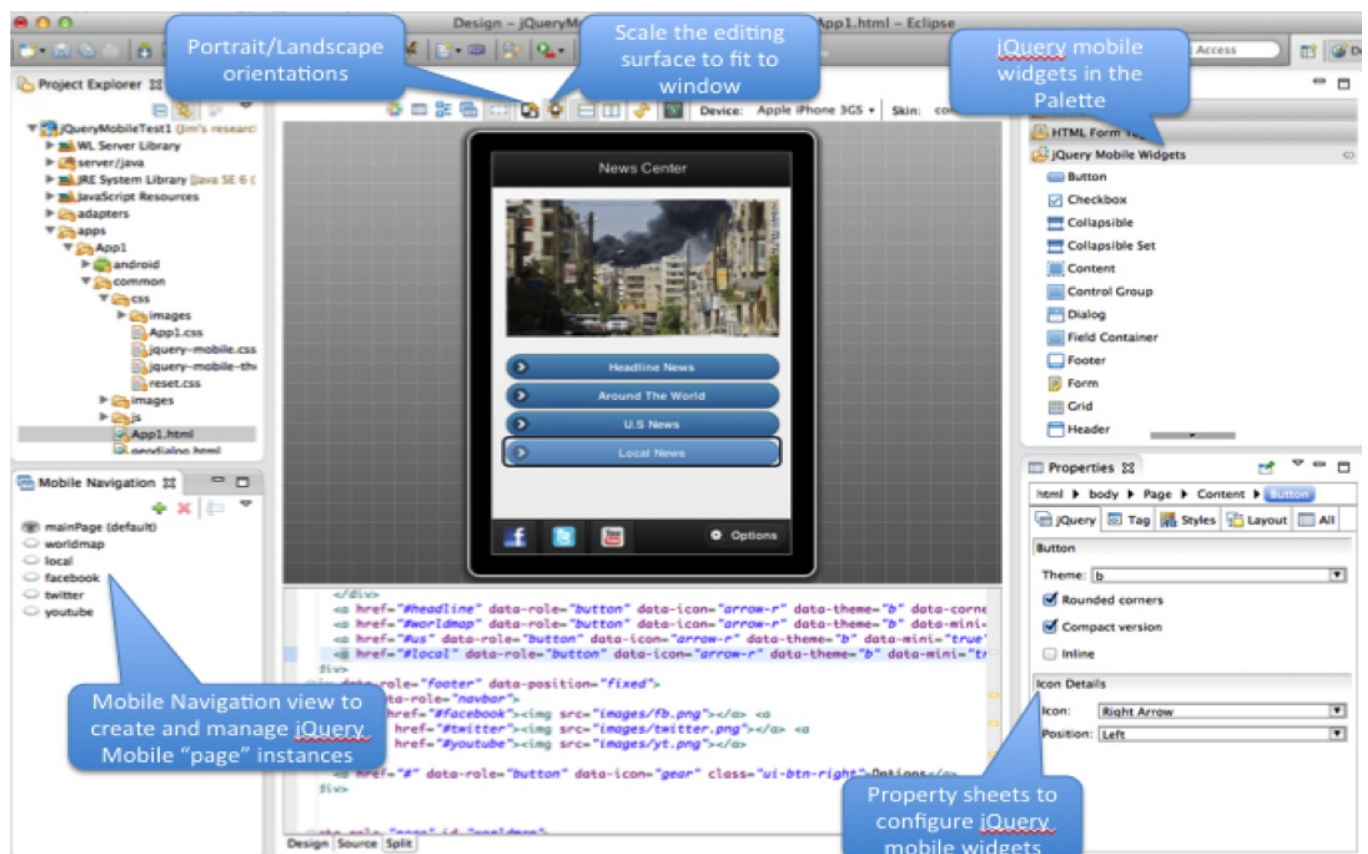 Design – jQueryM
App1.html – Eclipse
Portrait/Landscape
orientations
Scale the editing
surface to fit to
window
jQuery mobile
widgets in the
Palette
Access
Project Explorer
Device: Apple iPhone 3GS
Skin:
jQueryMobileTest1 (Jim's researc
WL Server Library
server/java
JRE System Library [Java SE 6 (
JavaScript Resources
adapters
apps
App1
android
common
css
images
App1.css
jquery-mobile.css
jquery-mobile-the
reset.css
images
js
App1.html
News Center
Headline News
Around The World
U.S News
Local News
Options
HTML Form
jQuery Mobile Widgets
Button
Checkbox
Collapsible
Collapsible Set
Content
Control Group
Dialog
Field Container
Footer
Form
Grid
Header
Mobile Navigation
mainPage (default)
worldmap
local
facebook
twitter
youtube
Mobile Navigation view to
create and manage jQuery
Mobile “page” instances
</div>
<a href="#headline" data-role="button" data-icon="arrow-r" data-theme="b" data-corne
<a href="#worldmap" data-role="button" data-icon="arrow-r" data-theme="b" data-mini=
<a href="#us" data-role="button" data-icon="arrow-r" data-theme="b" data-mini="true"
<a href="#local" data-role="button" data-icon="arrow-r" data-theme="b" data-mini="tr
div>
data-role="footer" data-position="fixed">
data-role="navbar">
href="#facebook"><img src="images/fb.png"></a> <a
href="#twitter"><img src="images/twitter.png"></a> <a
href="#youtube"><img src="images/yt.png"></a>
<a href="#" data-role="button" data-icon="gear" class="ui-btn-right">Options</a>
div>
Design Source Split
Properties
html body Page Content Button
jQuery Tag Styles Layout All
Button
Theme: b
Rounded corners
Compact version
Inline
Icon Details
Icon: Right Arrow
Position: Left
Property sheets to
configure jQuery
mobile widgets